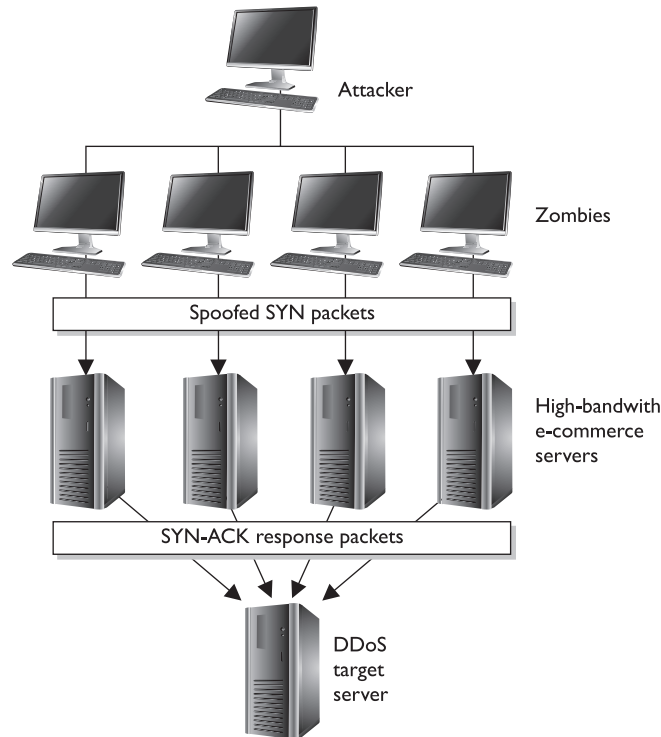 Attacker
Zombies
Spoofed SYN packets
High-bandwith
e-commerce
servers
SYN-ACK response packets
DDoS
target
server